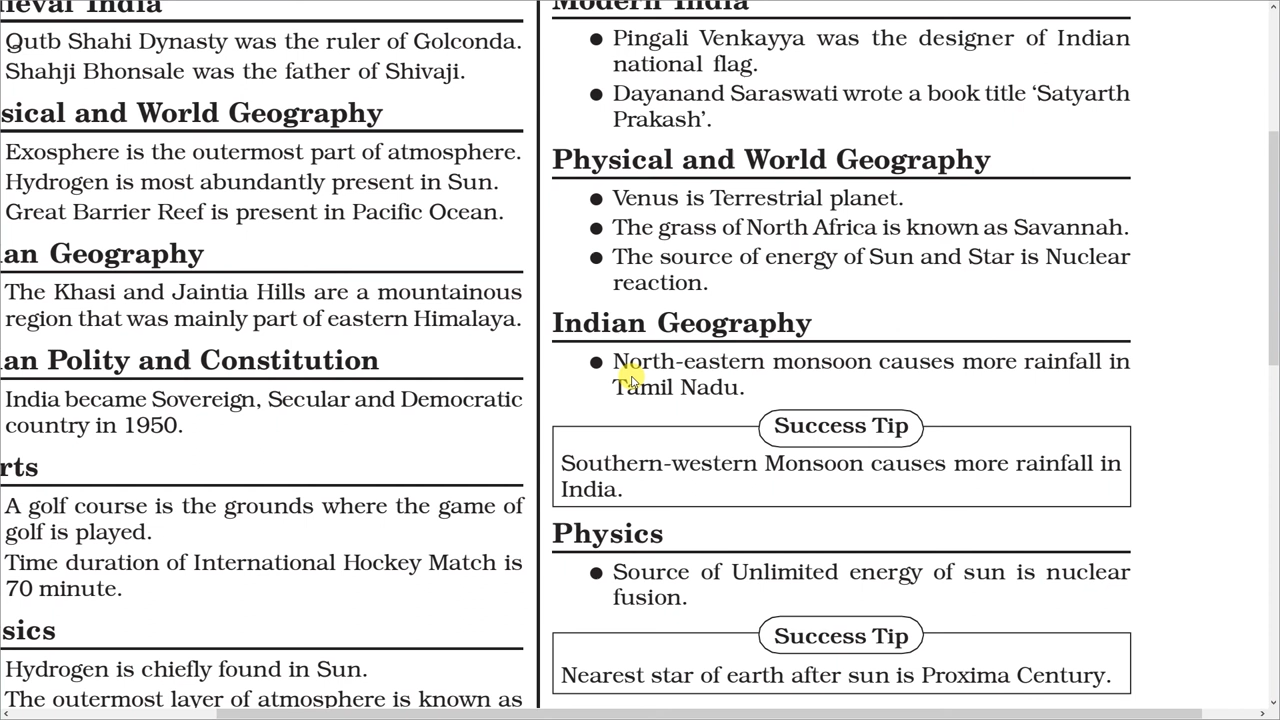 ieval India
Qutb Shahi Dynasty was the ruler of Golconda.
Shahji Bhonsale was the father of Shivaji.
sical and World Geography
Exosphere is the outermost part of atmosphere.
Hydrogen is most abundantly present in Sun.
Great Barrier Reef is present in Pacific Ocean.
an Geography
The Khasi and Jaintia Hills are a mountainous
region that was mainly part of eastern Himalaya.
an Polity and Constitution
India became Sovereign, Secular and Democratic
country in 1950.
rts
A golf course is the grounds where the game of
golf is played.
Time duration of International Hockey Match is
70 minute.
sics
Hydrogen is chiefly found in Sun.
The outermost layer of atmosphere is known as
Modern India
● Pingali Venkayya was the designer of Indian
national flag.
● Dayanand Saraswati wrote a book title ‘Satyarth
Prakash’.
Physical and World Geography
● Venus is Terrestrial planet.
● The grass of North Africa is known as Savannah.
● The source of energy of Sun and Star is Nuclear
reaction.
Indian Geography
● North-eastern monsoon causes more rainfall in
Tamil Nadu.
Success Tip
Southern-western Monsoon causes more rainfall in
India.
Physics
● Source of Unlimited energy of sun is nuclear
fusion.
Success Tip
Nearest star of earth after sun is Proxima Century.